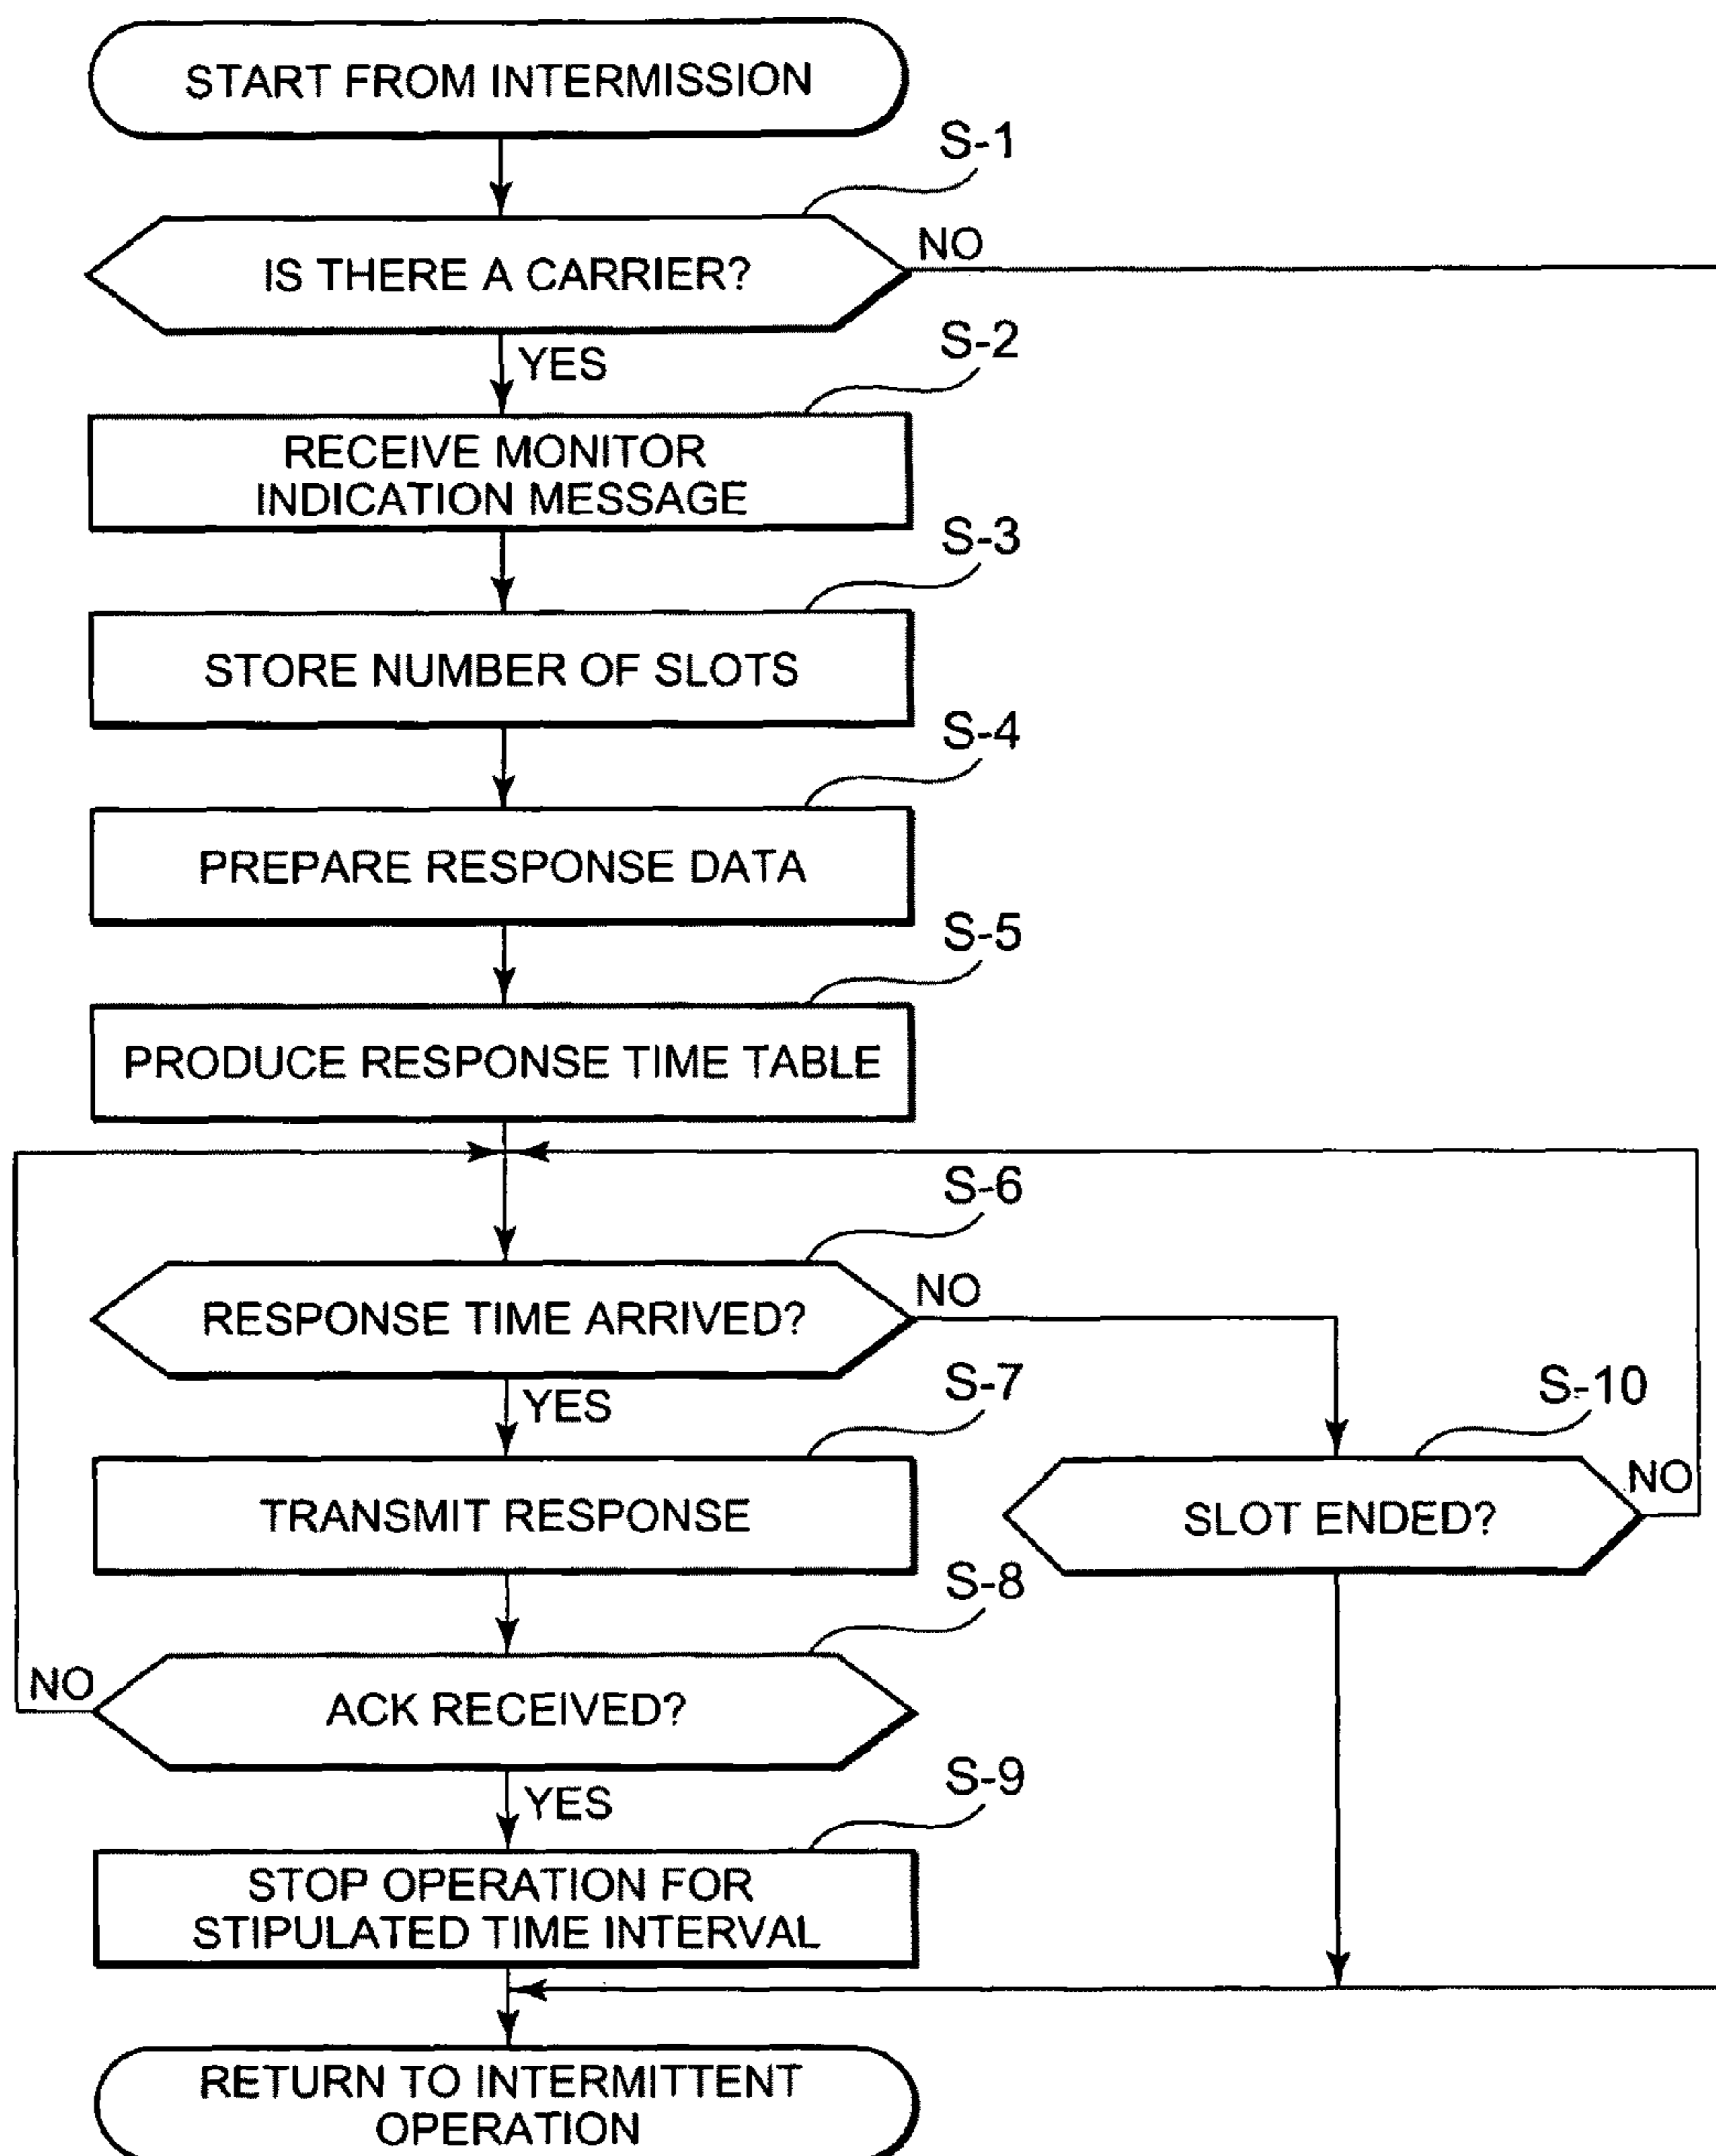 START FROM INTERMISSION
S-1
IS THERE A CARRIER?
NO
YES
S-2
RECEIVE MONITOR
INDICATION MESSAGE
S-3
STORE NUMBER OF SLOTS
S-4
PREPARE RESPONSE DATA
S-5
PRODUCE RESPONSE TIME TABLE
S-6
RESPONSE TIME ARRIVED?
NO
YES
S-7
TRANSMIT RESPONSE
S-10
SLOT ENDED?
NO
S-8
ACK RECEIVED?
NO
YES
S-9
STOP OPERATION FOR
STIPULATED TIME INTERVAL
RETURN TO INTERMITTENT
OPERATION